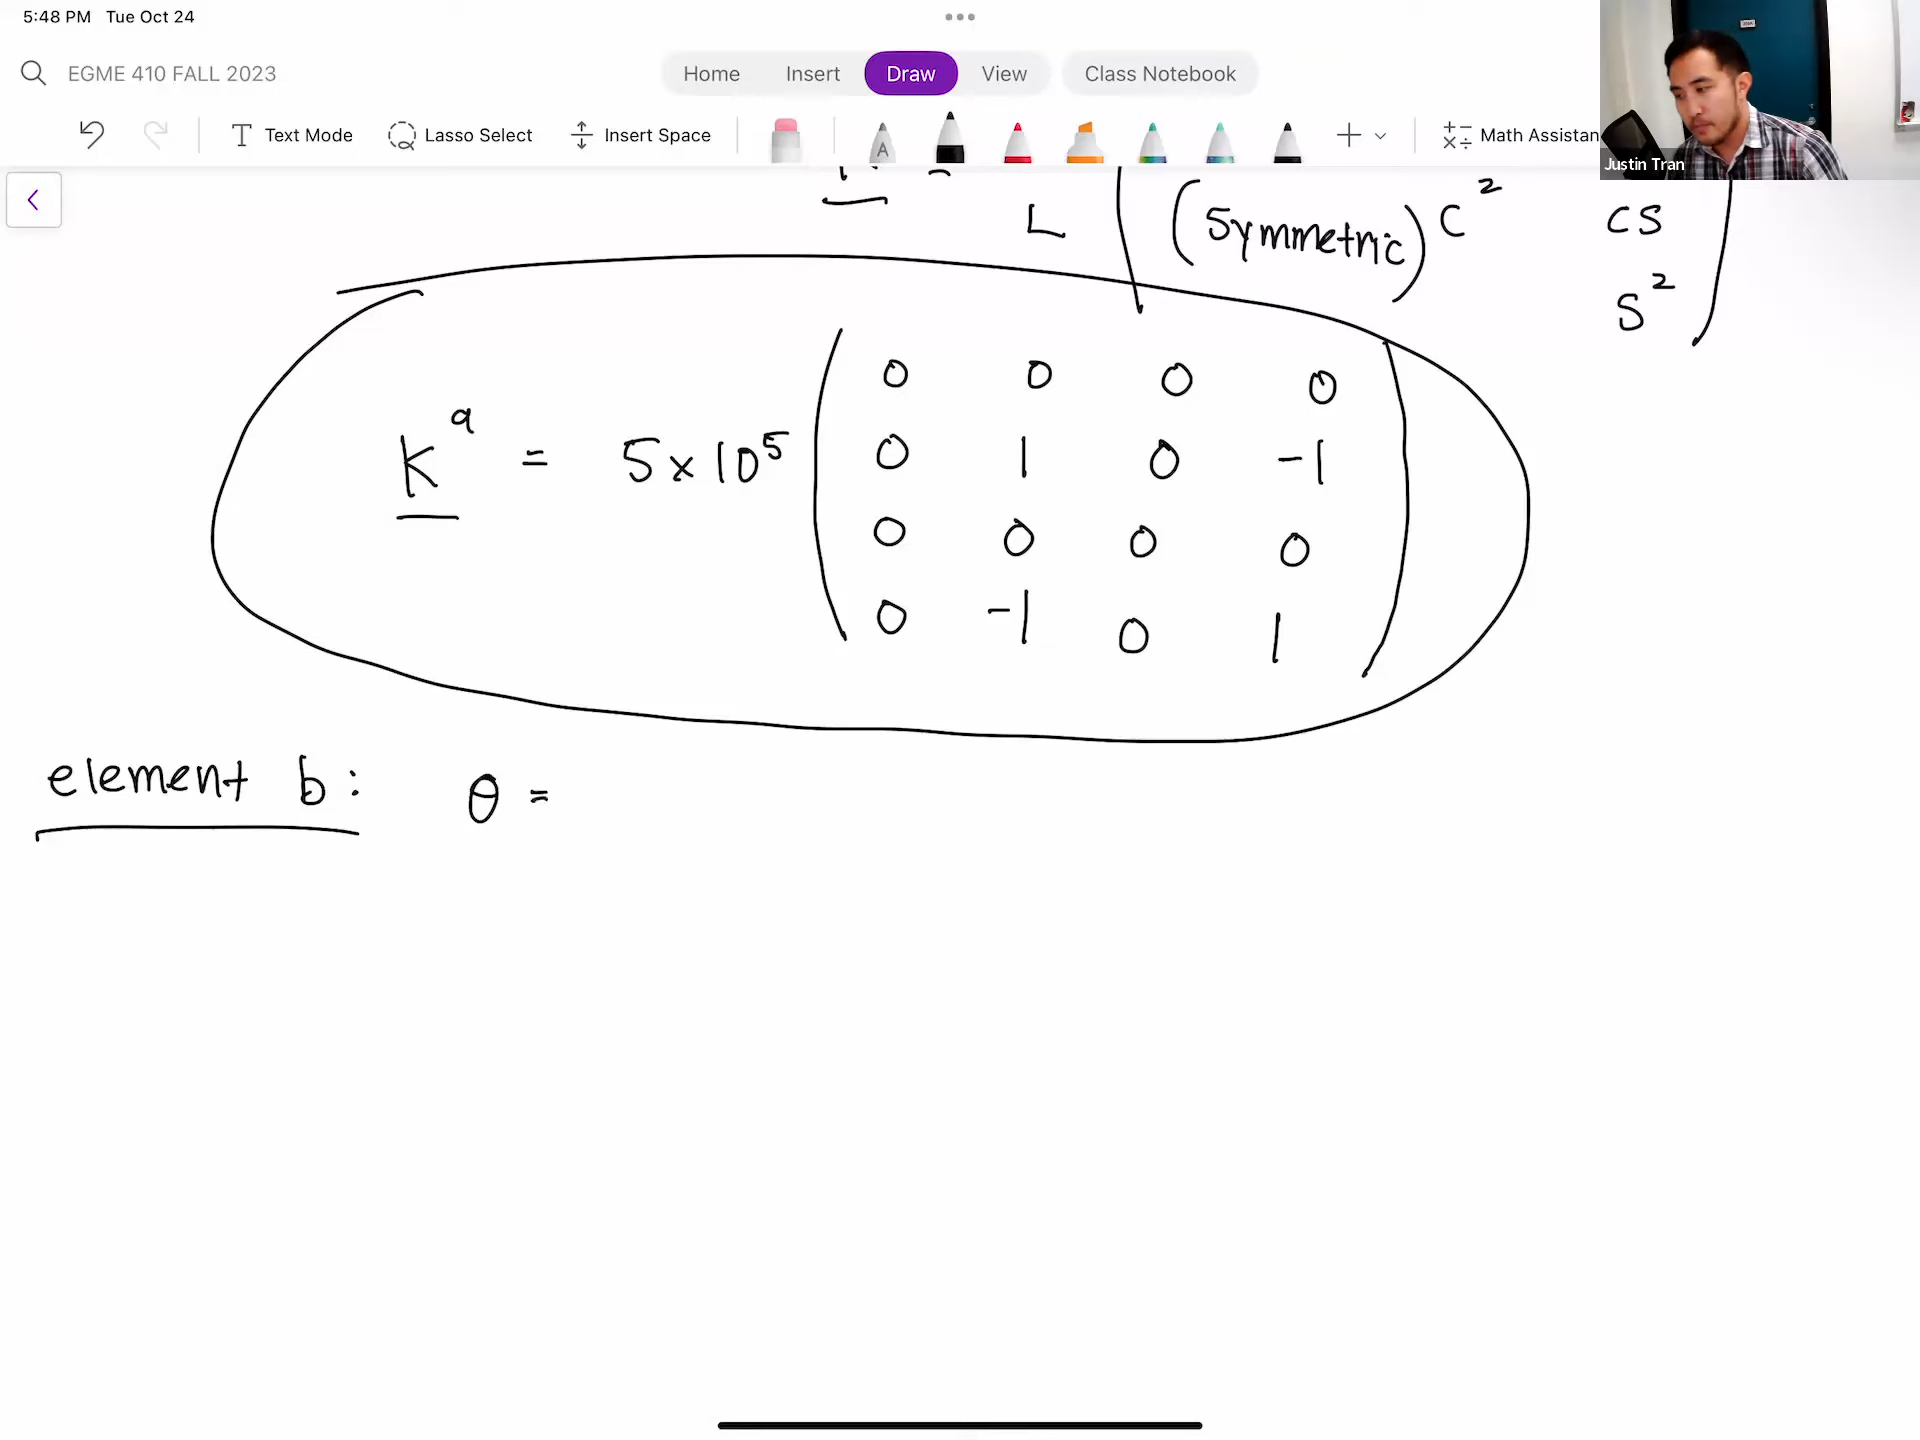 5:48 PM Tue Oct 24
EGME 410 FALL 2023
Home Insert Draw View Class Notebook
Text Mode Lasso Select Insert Space A Math Assistan
Justin Tran
L (Symmetric) C² CS
S²
K^a = 5×10⁵
0 0 0 0
0 1 0 -1
0 0 0 0
0 -1 0 1
element b: θ =